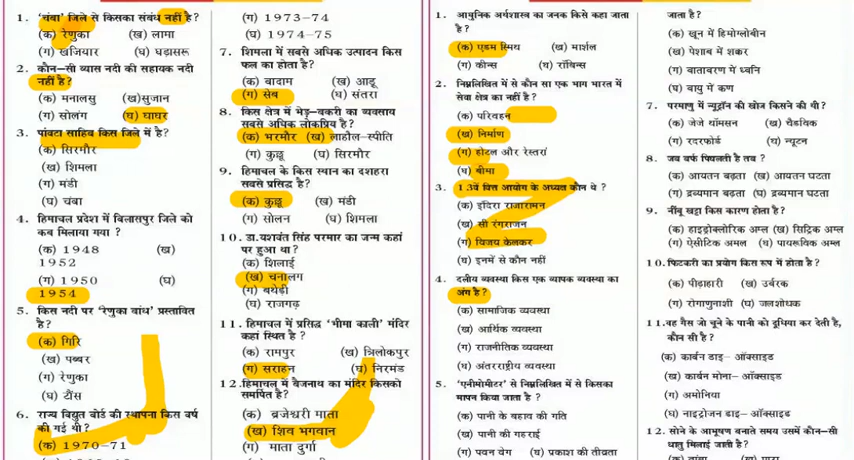 1. 'चंबा' जिले से किसका संबंध नहीं है?
(क) रेणुका (ख) लामा
(ग) खजियार (घ) घड़ासरू
2. कौन-सी ब्यास नदी की सहायक नदी
नहीं है?
(क) मनालसु (ख)सुजान
(ग) सोलंग (घ) घाघर
3. पांवटा साहिब किस जिले में है?
(क) सिरमौर
(ख) शिमला
(ग) मंडी
(घ) चंबा
4. हिमाचल प्रदेश में बिलासपुर जिले को
कब मिलाया गया ?
(क) 1948 (ख)
1952
(ग) 1950 (घ)
1954
5. किस नदी पर 'रेणुका बांध' प्रस्तावित
है?
(क) गिरि
(ख) पब्बर
(ग) रेणुका
(घ) टौंस
6. राज्य विद्युत बोर्ड की स्थापना किस वर्ष
की गई थी?
(क) 1970-71
(ग) 1973-74
(घ) 1974-75
7. शिमला में सबसे अधिक उत्पादन किस
फल का होता है?
(क) बादाम (ख) आडू
(ग) सेब (घ) संतरा
8. किस क्षेत्र में भेड़-बकरी का व्यवसाय
सबसे अधिक लोकप्रिय है?
(क) भरमौर (ख) लाहौल-स्पीति
(ग) कुल्लू (घ) सिरमौर
9. हिमाचल के किस स्थान का दशहरा
सबसे प्रसिद्ध है?
(क) कुल्लू (ख) मंडी
(ग) सोलन (घ) शिमला
10. डा.यशवंत सिंह परमार का जन्म कहां
पर हुआ था?
(क) शिलाई
(ख) चनालग
(ग) बथेड़ी
(घ) राजगढ़
11. हिमाचल में प्रसिद्ध 'भीमा काली' मंदिर
कहां स्थित है ?
(क) रामपुर (ख) त्रिलोकपुर
(ग) सराहन (घ) निरमंड
12.हिमाचल में बैजनाथ का मंदिर किसको
समर्पित है?
(क) ब्रजेश्वरी माता
(ख) शिव भगवान
(ग) माता दुर्गा
1. आधुनिक अर्थशास्त्र का जनक किसे कहा जाता
है?
(क) एडम स्मिथ (ख) मार्शल
(ग) कीन्स (घ) रॉबिन्स
2. निम्नलिखित में से कौन सा एक भाग भारत में
सेवा क्षेत्र का नहीं है?
(क) परिवहन
(ख) निर्माण
(ग) होटल और रेस्तरां
(घ) बीमा
3. 13वें वित्त आयोग के अध्यक्ष कौन थे ?
(क) इंदिरा राजारामन
(ख) सी रंगराजन
(ग) विजय केलकर
(घ) इनमें से कौन नहीं
4. दलीय व्यवस्था किस एक व्यापक व्यवस्था का
अंग है?
(क) सामाजिक व्यवस्था
(ख) आर्थिक व्यवस्था
(ग) राजनीतिक व्यवस्था
(घ) अंतरराष्ट्रीय व्यवस्था
5. 'एनीमोमीटर' से निम्नलिखित में से किसका
मापन किया जाता है ?
(क) पानी के बहाव की गति
(ख) पानी की गहराई
(ग) पवन वेग (घ) प्रकाश की तीव्रता
जाता है?
(क) खून में हिमोग्लोबीन
(ख) पेशाब में शक्कर
(ग) वातावरण में ध्वनि
(घ) वायु में कण
7. परमाणु में न्यूट्रॉन की खोज किसने की गी?
(क) जेजे थॉमसन (ख) चैडविक
(ग) रदरफोर्ड (घ) न्यूटन
8. जब बर्फ पिघलती है तब ?
(क) आयतन बढ़ता (ख) आयतन घटता
(ग) द्रव्यमान बढ़ता (घ) द्रव्यमान घटता
9. नींबू खट्टा किस कारण होता है?
(क) हाइड्रोक्लोरिक अम्ल (ख) सिट्रिक अम्ल
(ग) ऐसीटिक अमल (घ) पायरूविक अम्ल
10.फिटकरी का प्रयोग किस रूप में होता है?
(क) पीड़ाहारी (ख) उर्वरक
(ग) रोगाणुनाशी (घ) जलशोधक
11.वह गैस जो चूने के पानी को दूधिया कर देती है,
कौन सी है?
(क) कार्बन डाइ- ऑक्साइड
(ख) कार्बन मोना- ऑक्साइड
(ग) अमोनिया
(घ) नाइट्रोजन डाइ- ऑक्साइड
12. सोने के आभूषण बनाते समय उसमें कौन-सी
धातु मिलाई जाती है?